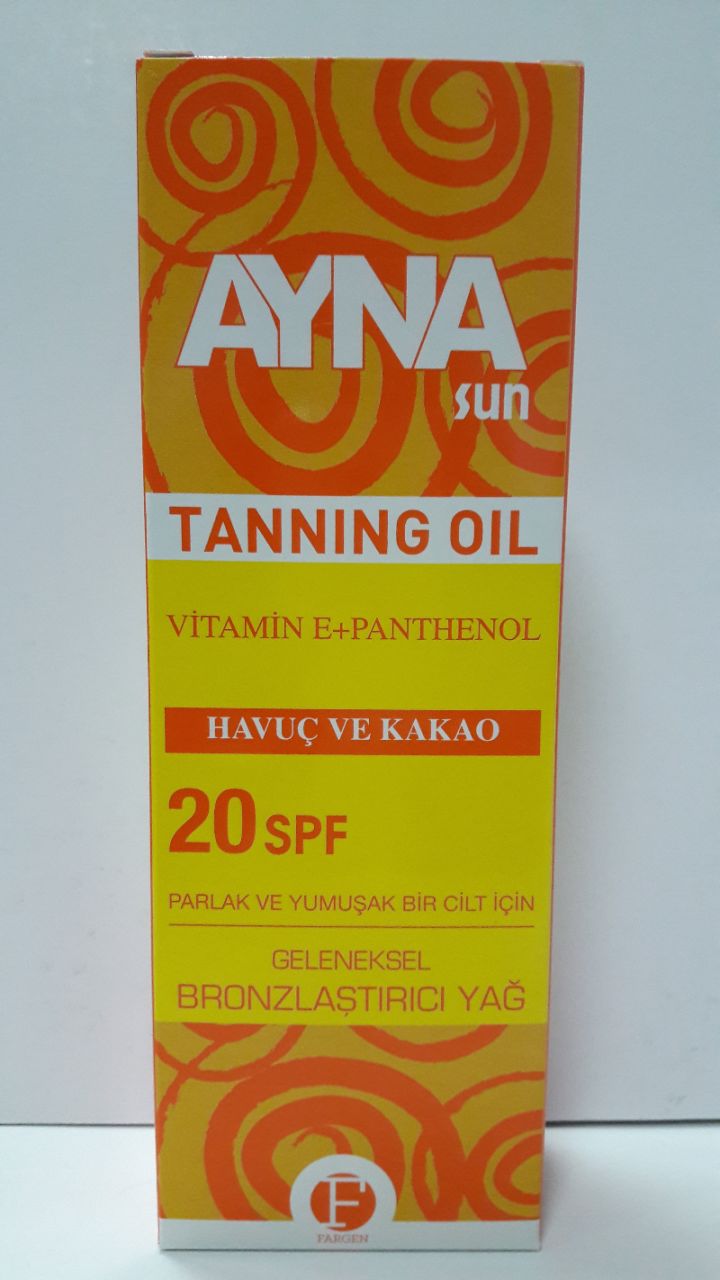 AYNA
sun
TANNING OIL
VİTAMİN E+PANTHENOL
HAVUÇ VE KAKAO
20 SPF
PARLAK VE YUMUŞAK BİR CİLT İÇİN
GELENEKSEL
BRONZLAŞTIRICI YAĞ
F
FARGEN